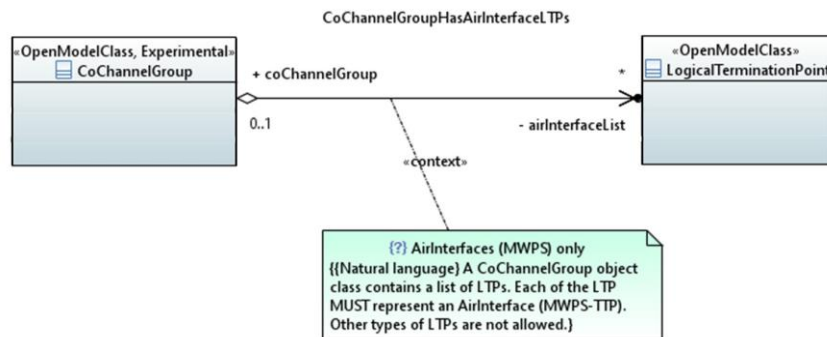 CoChannelGroupHasAirInterfaceLTPs
«OpenModelClass, Experimental»
CoChannelGroup
+ coChannelGroup
0..1
*
- airInterfaceList
«OpenModelClass»
LogicalTerminationPoint
«context»
{?} AirInterfaces (MWPS) only
{{Natural language} A CoChannelGroup object
class contains a list of LTPs. Each of the LTP
MUST represent an AirInterface (MWPS-TTP).
Other types of LTPs are not allowed.}